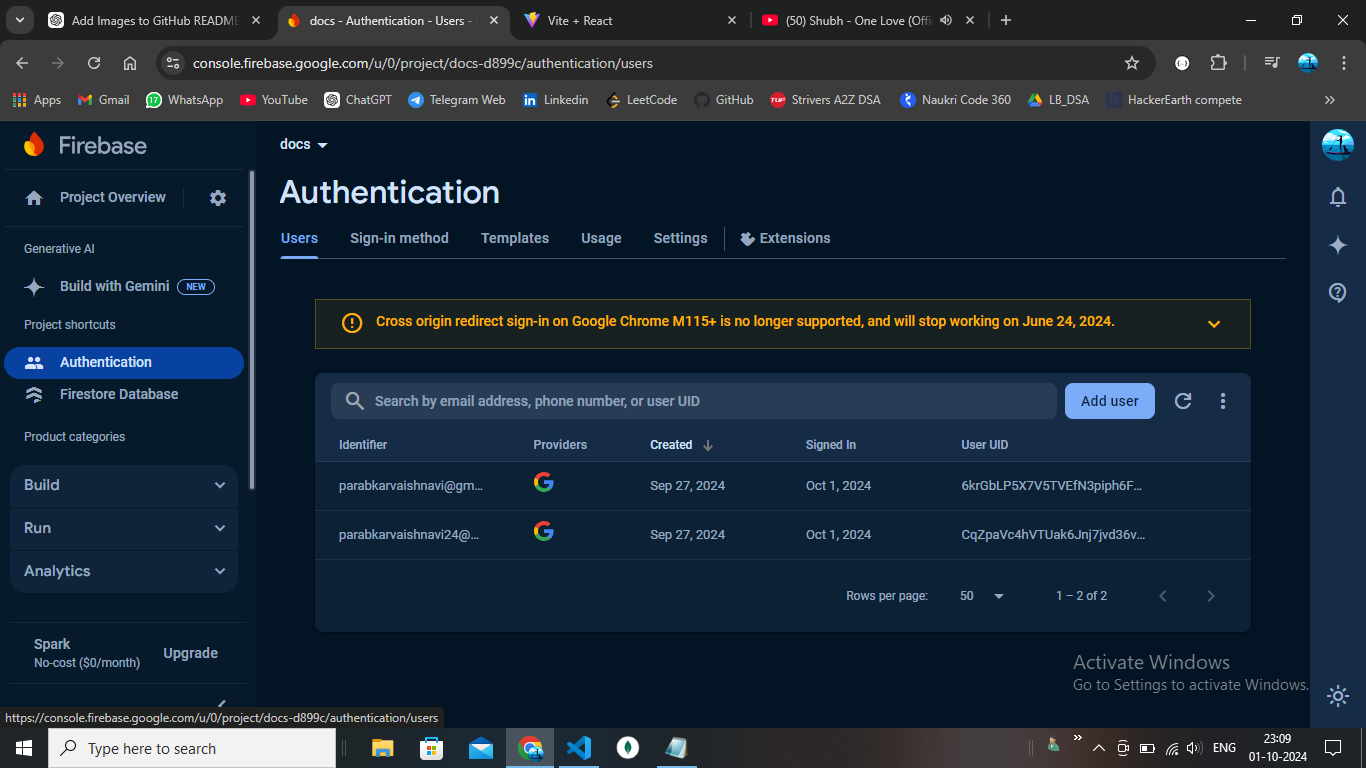 Add Images to GitHub README
docs - Authentication - Users -
Vite + React
(50) Shubh - One Love (Offi
console.firebase.google.com/u/0/project/docs-d899c/authentication/users
Apps
Gmail
17
WhatsApp
YouTube
ChatGPT
Telegram Web
Linkedin
LeetCode
GitHub
TUF
Strivers A2Z DSA
Naukri Code 360
LB_DSA
HackerEarth compete
Firebase
docs
Project Overview
Authentication
Users
Sign-in method
Templates
Usage
Settings
Extensions
Generative AI
Build with Gemini NEW
Project shortcuts
Cross origin redirect sign-in on Google Chrome M115+ is no longer supported, and will stop working on June 24, 2024.
Authentication
Firestore Database
Search by email address, phone number, or user UID
Add user
Product categories
Identifier Providers Created Signed In User UID
Build
parabkarvaishnavi@gm... Sep 27, 2024 Oct 1, 2024 6krGbLP5X7V5TVEfN3piph6F...
Run
parabkarvaishnavi24@... Sep 27, 2024 Oct 1, 2024 CqZpaVc4hVTUak6Jnj7jvd36v...
Analytics
Rows per page: 50 1 – 2 of 2
Spark
No-cost ($0/month)
Upgrade
Activate Windows
Go to Settings to activate Windows.
https://console.firebase.google.com/u/0/project/docs-d899c/authentication/users
Type here to search
ENG
23:09
01-10-2024